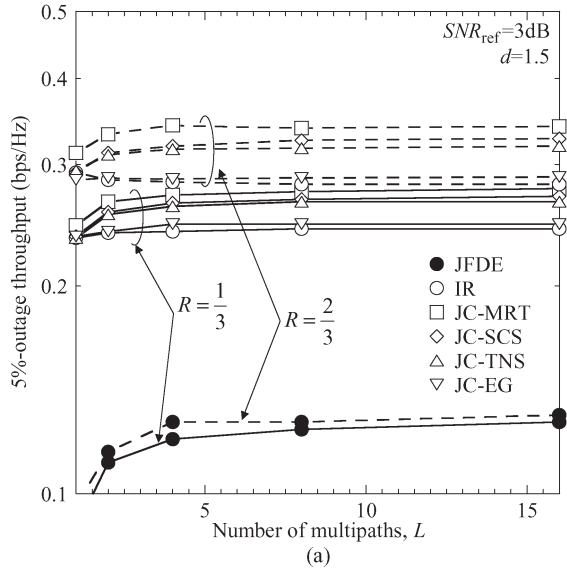 0.5
SNRref=3dB
d=1.5
0.4
0.3
0.2
0.1
5%-outage throughput (bps/Hz)
R=1/3
R=2/3
JFDE
IR
JC-MRT
JC-SCS
JC-TNS
JC-EG
5
10
15
Number of multipaths, L
(a)